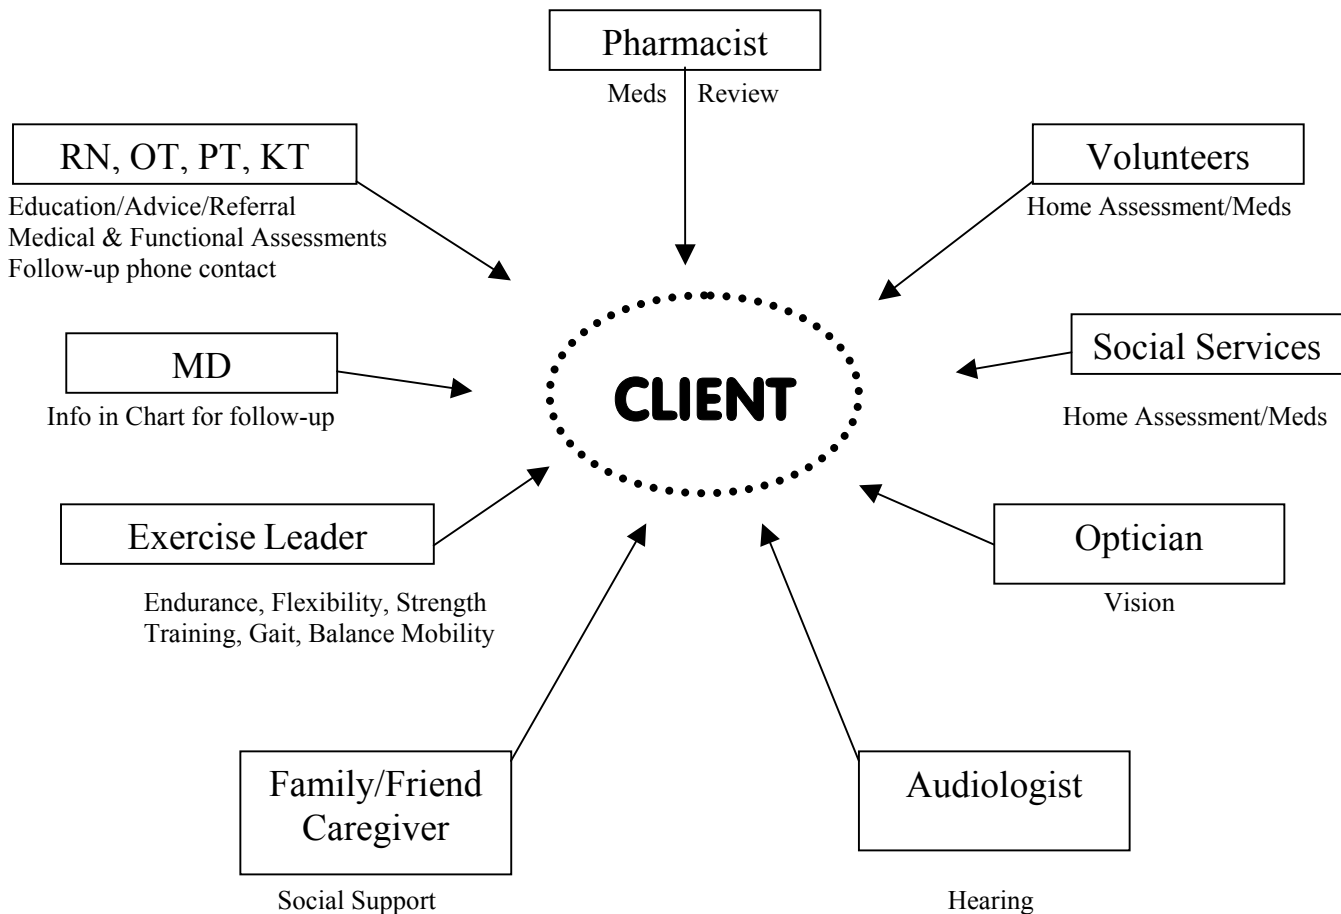 Pharmacist
Meds Review
RN, OT, PT, KT
Education/Advice/Referral
Medical & Functional Assessments
Follow-up phone contact
Volunteers
Home Assessment/Meds
MD
Info in Chart for follow-up
CLIENT
Social Services
Home Assessment/Meds
Exercise Leader
Endurance, Flexibility, Strength
Training, Gait, Balance Mobility
Optician
Vision
Family/Friend
Caregiver
Social Support
Audiologist
Hearing